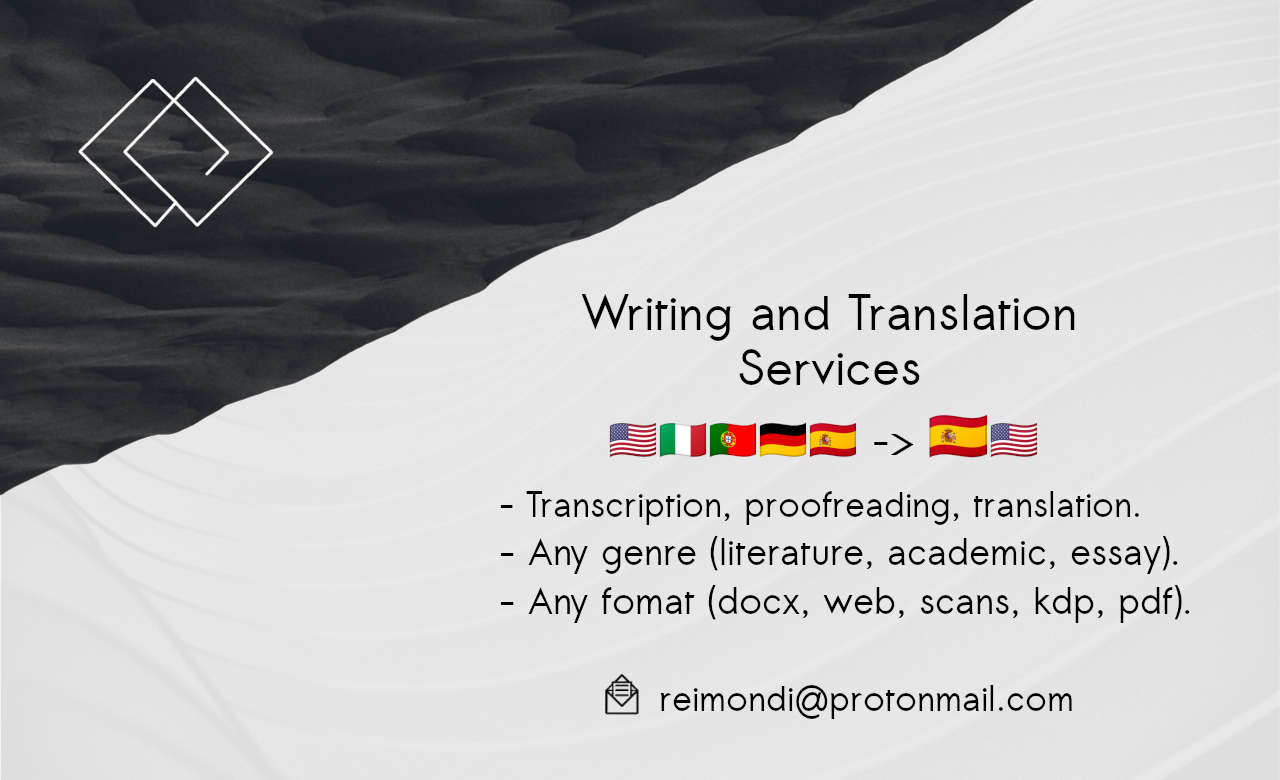 Writing and Translation
Services
🇺🇸🇮🇹🇵🇹🇩🇪🇪🇸 -> 🇪🇸🇺🇸
- Transcription, proofreading, translation.
- Any genre (literature, academic, essay).
- Any fomat (docx, web, scans, kdp, pdf).
reimondi@protonmail.com